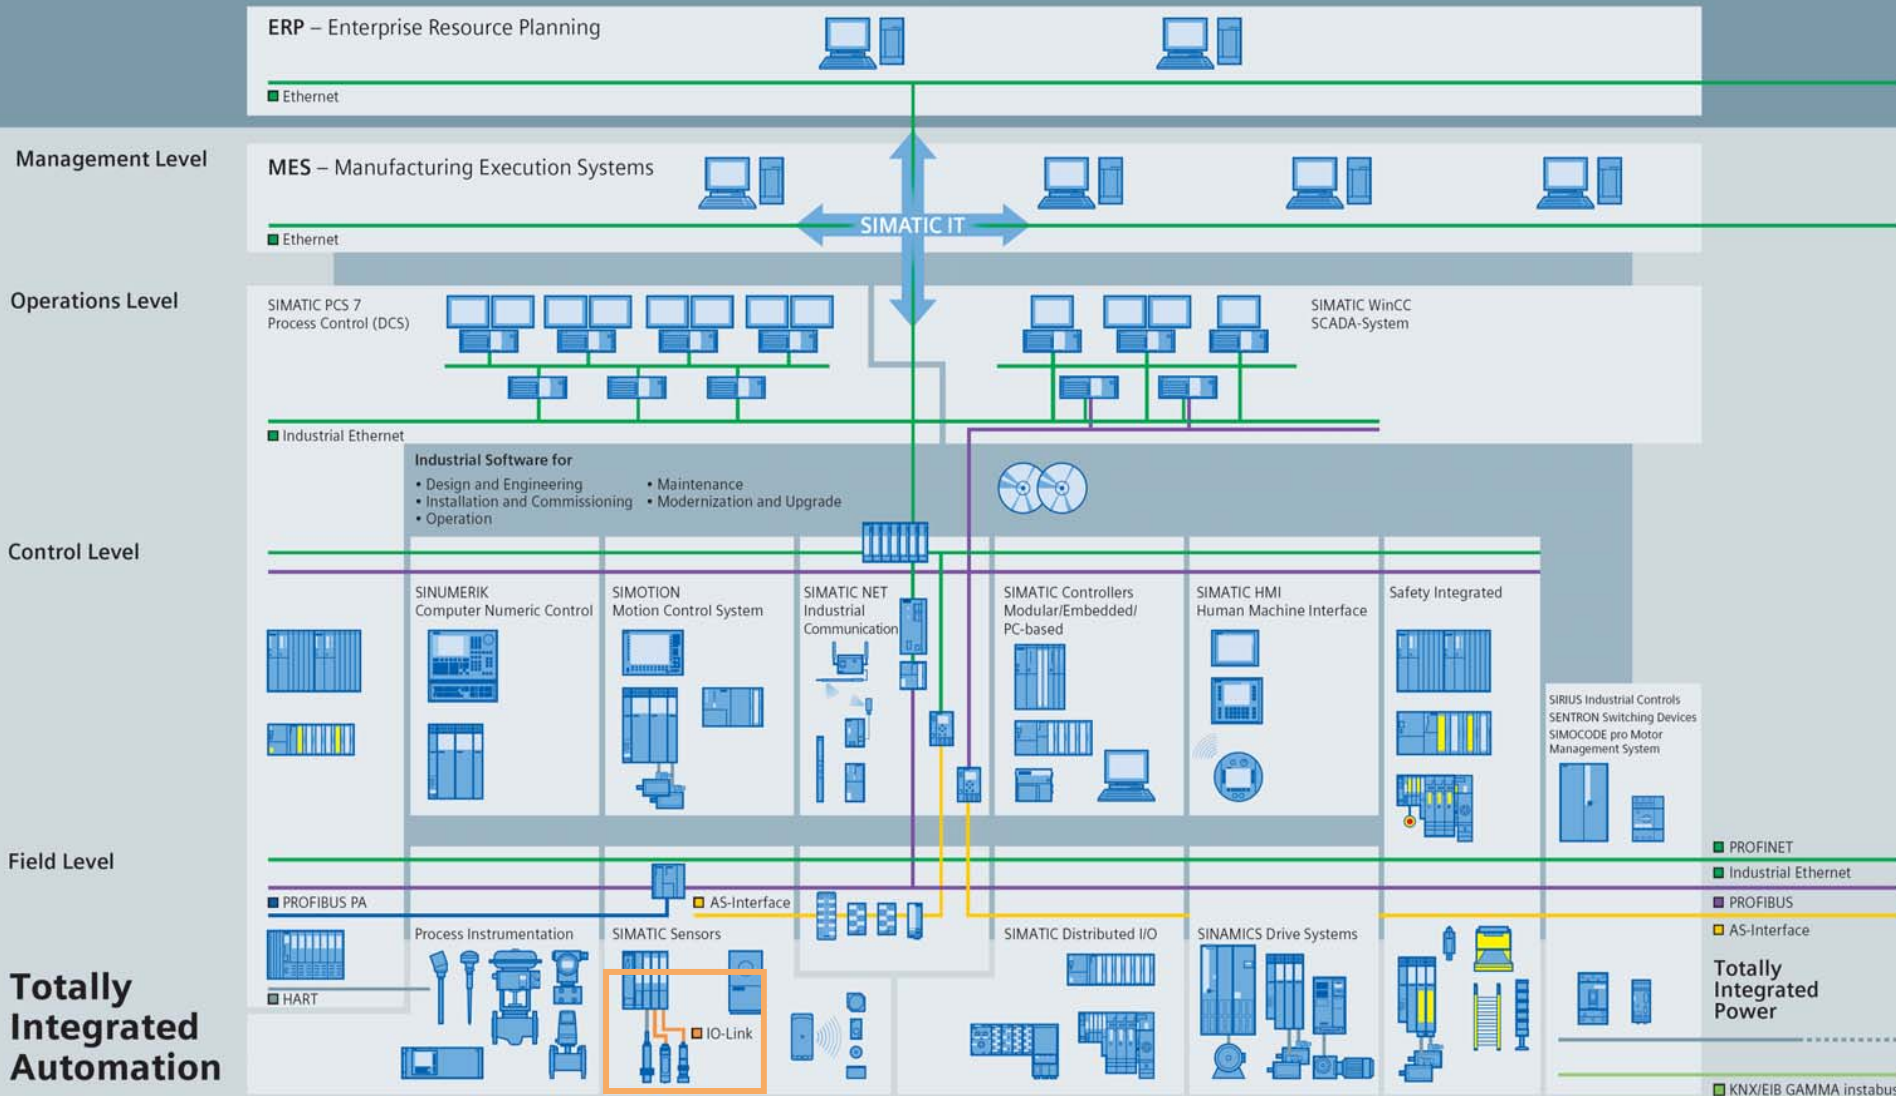 ERP – Enterprise Resource Planning
Ethernet
Management Level
MES – Manufacturing Execution Systems
SIMATIC IT
Ethernet
Operations Level
SIMATIC PCS 7
Process Control (DCS)
SIMATIC WinCC
SCADA-System
Industrial Ethernet
Industrial Software for
• Design and Engineering
• Installation and Commissioning
• Operation
• Maintenance
• Modernization and Upgrade
Control Level
SINUMERIK
Computer Numeric Control
SIMOTION
Motion Control System
SIMATIC NET
Industrial
Communication
SIMATIC Controllers
Modular/Embedded/
PC-based
SIMATIC HMI
Human Machine Interface
Safety Integrated
SIRIUS Industrial Controls
SENTRON Switching Devices
SIMOCODE pro Motor
Management System
Field Level
PROFINET
Industrial Ethernet
PROFIBUS PA
AS-Interface
PROFIBUS
AS-Interface
Process Instrumentation
SIMATIC Sensors
SIMATIC Distributed I/O
SINAMICS Drive Systems
HART
IO-Link
Totally
Integrated
Power
Totally
Integrated
Automation
KNX/EIB GAMMA instabus